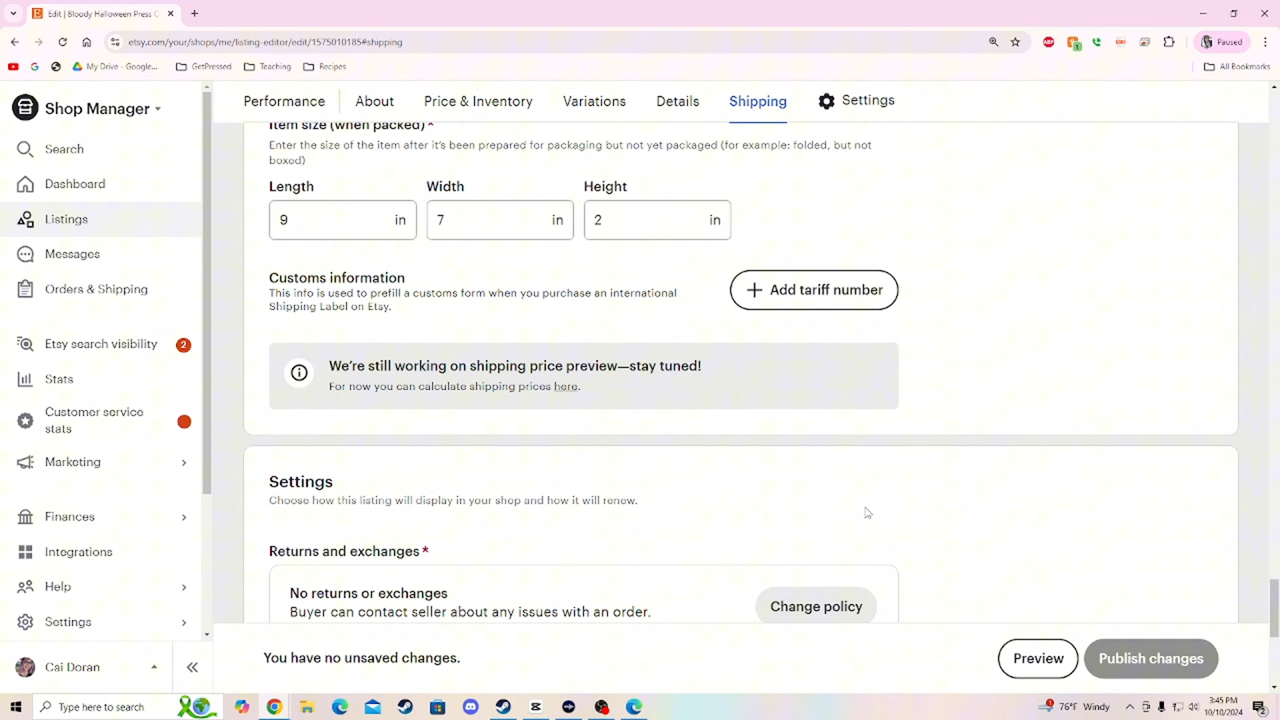 Edit | Bloody Halloween Press O
etsy.com/your/shops/me/listing-editor/edit/1575010185#shipping
Paused
My Drive - Google...
GetPressed
Teaching
Recipes
All Bookmarks
Shop Manager
Search
Dashboard
Listings
Messages
Orders & Shipping
Etsy search visibility
2
Stats
Customer service
stats
Marketing
Finances
Integrations
Help
Settings
Cai Doran
Performance
About
Price & Inventory
Variations
Details
Shipping
Settings
Item size (when packed) *
Enter the size of the item after it's been prepared for packaging but not yet packaged (for example: folded, but not
boxed)
Length
Width
Height
9 in
7 in
2 in
Customs information
This info is used to prefill a customs form when you purchase an international
Shipping Label on Etsy.
Add tariff number
We're still working on shipping price preview—stay tuned!
For now you can calculate shipping prices here.
Settings
Choose how this listing will display in your shop and how it will renew.
Returns and exchanges *
No returns or exchanges
Buyer can contact seller about any issues with an order.
Change policy
You have no unsaved changes.
Preview
Publish changes
Type here to search
76°F Windy
3:45 PM
10/10/2024